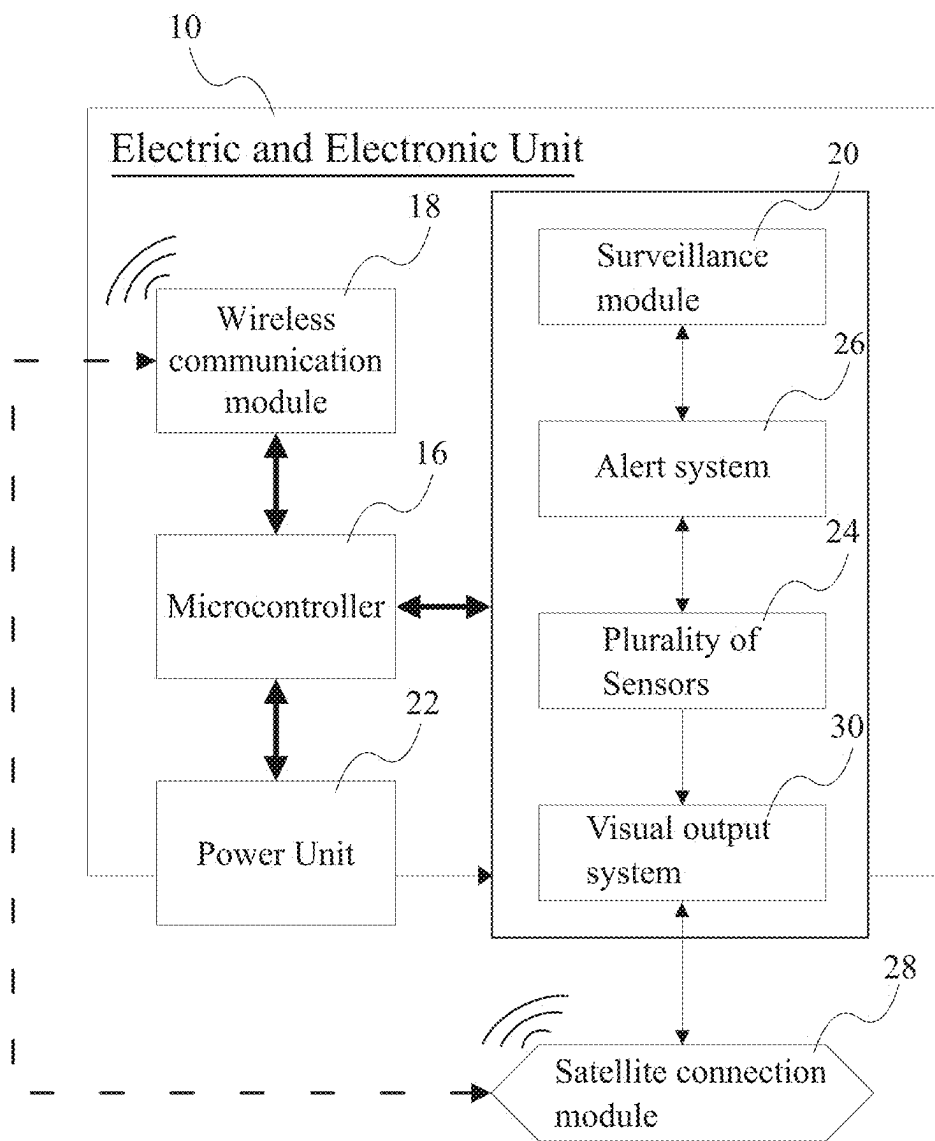 10
Electric and Electronic Unit
18
20
Wireless
communication
module
Surveillance
module
26
Alert system
16
Microcontroller
24
Plurality of
Sensors
22
Power Unit
30
Visual output
system
28
Satellite connection
module